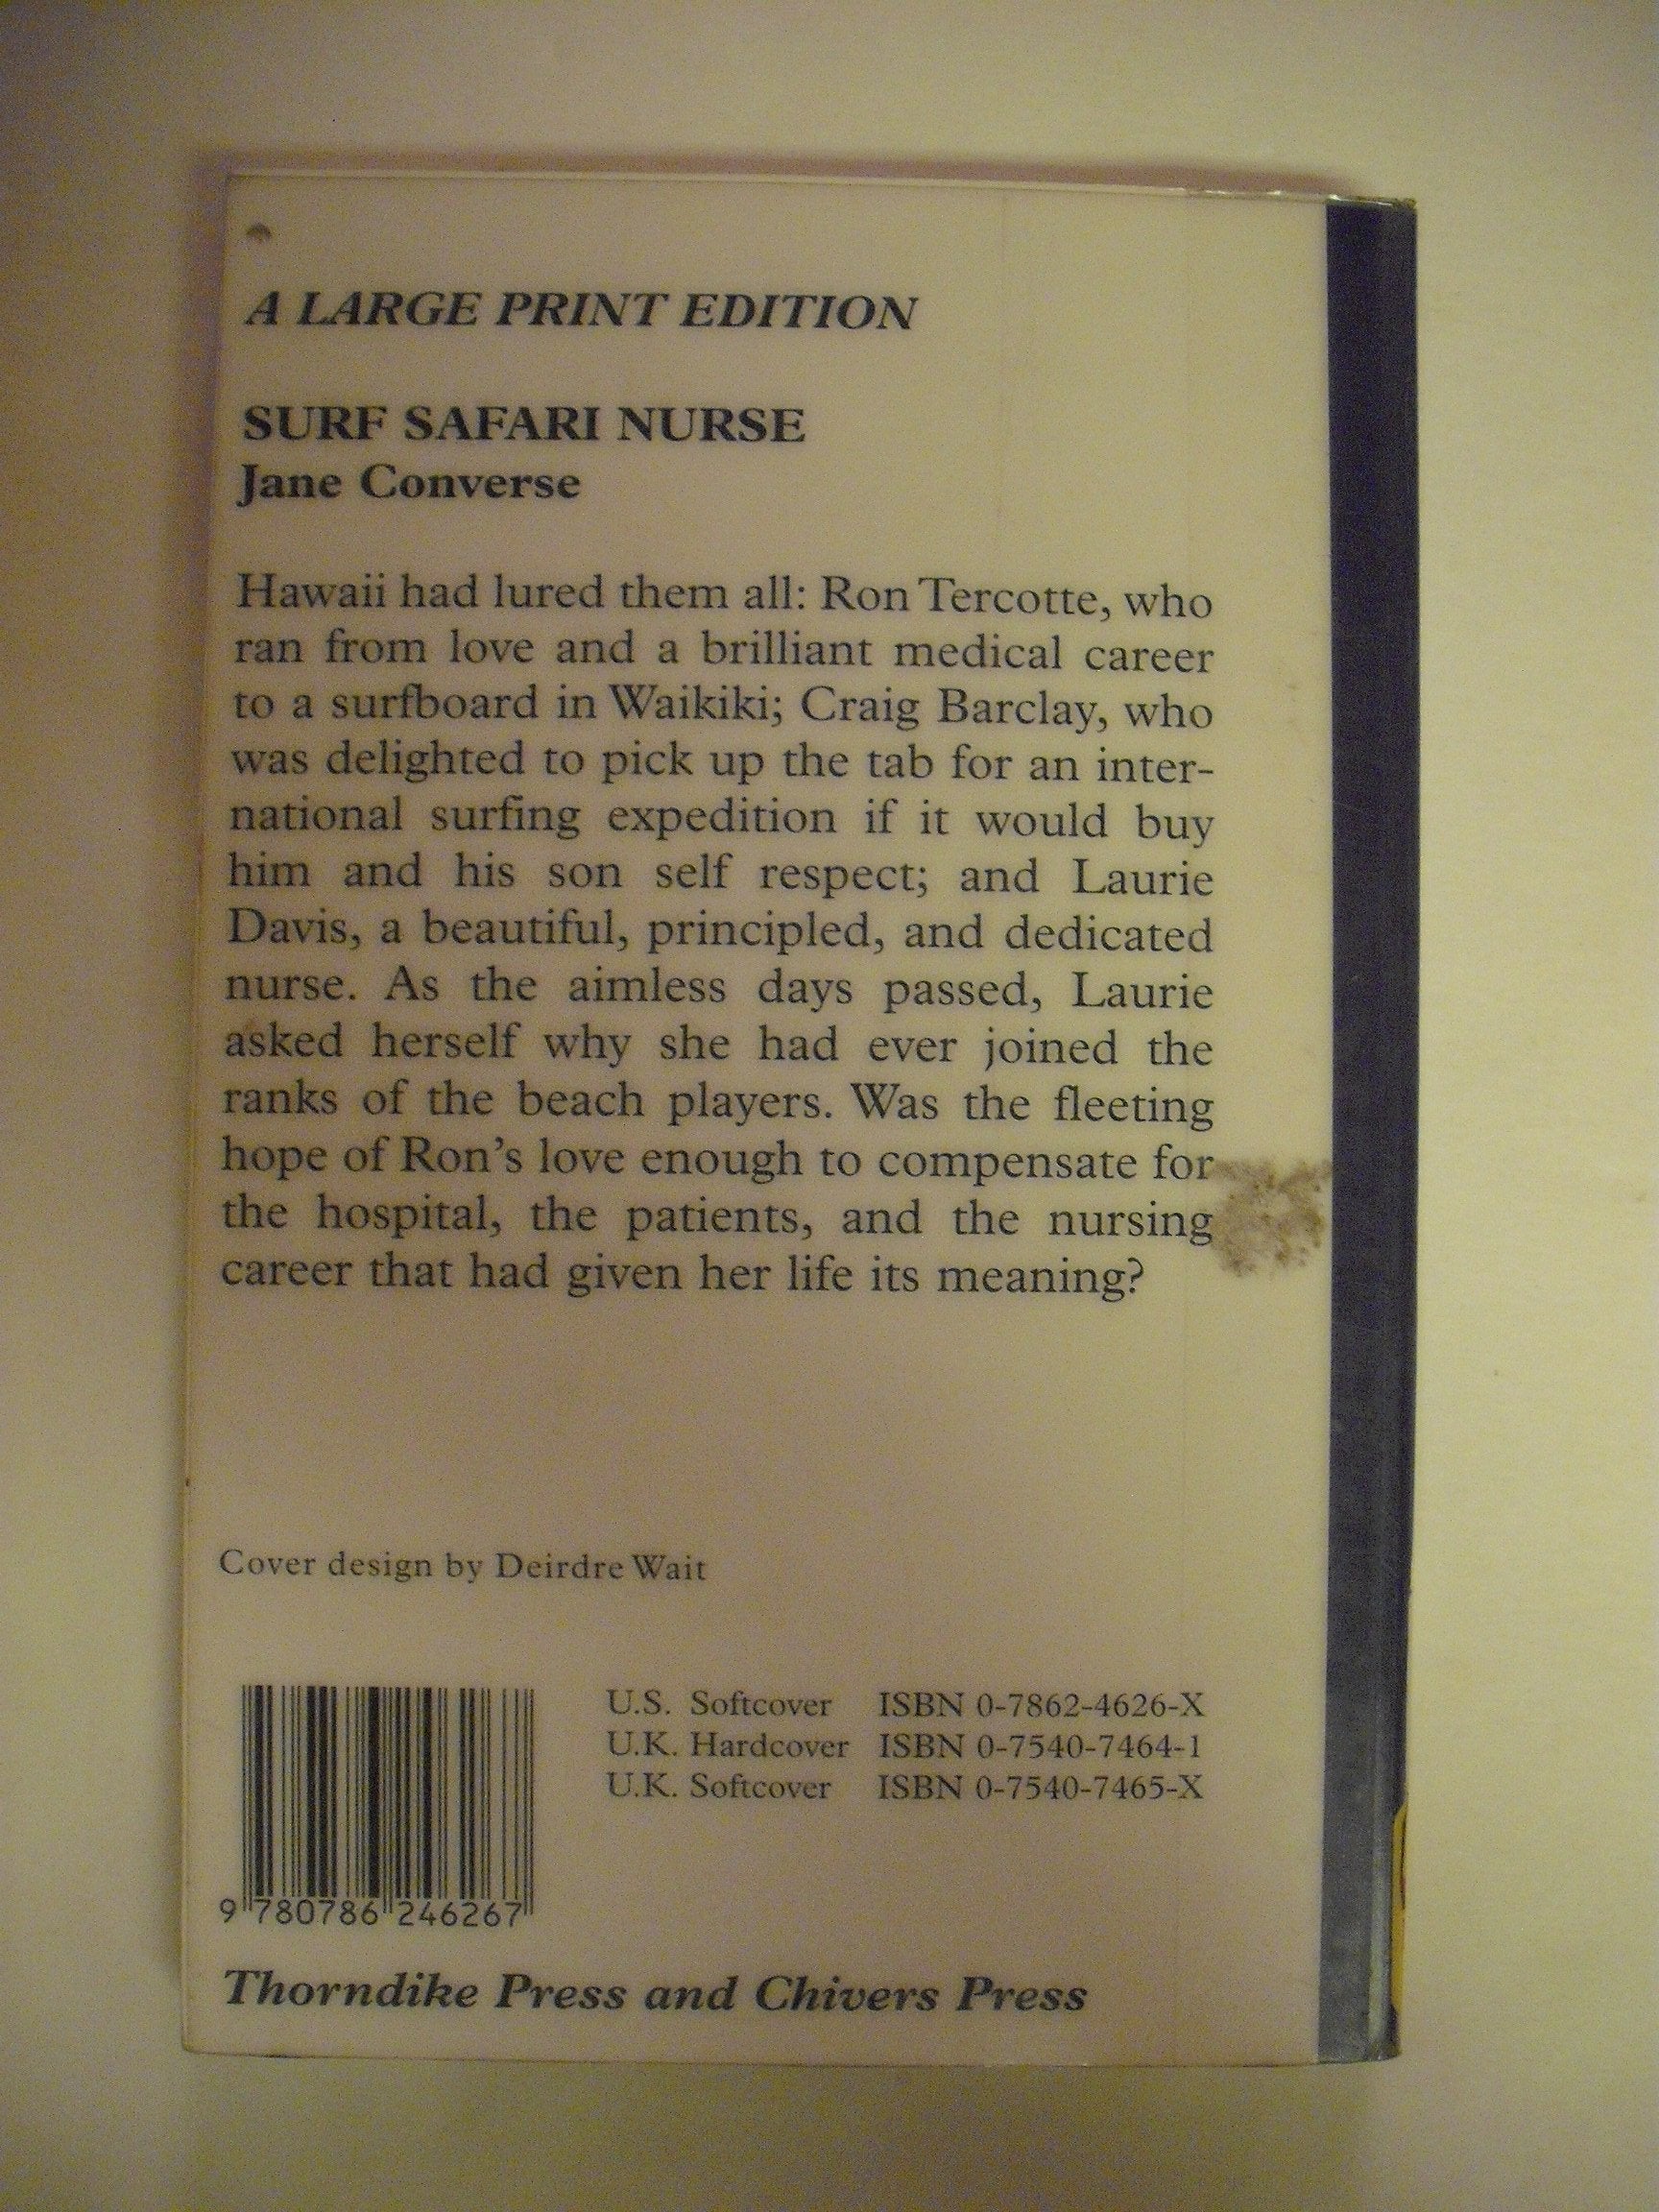 A LARGE PRINT EDITION
SURF SAFARI NURSE
Jane Converse
Hawaii had lured them all: Ron Tercotte, who
ran from love and a brilliant medical career
to a surfboard in Waikiki; Craig Barclay, who
was delighted to pick up the tab for an inter-
national surfing expedition if it would buy
him and his son self respect; and Laurie
Davis, a beautiful, principled, and dedicated
nurse. As the aimless days passed, Laurie
asked herself why she had ever joined the
ranks of the beach players. Was the fleeting
hope of Ron's love enough to compensate for
the hospital, the patients, and the nursing
career that had given her life its meaning?
Cover design by Deirdre Wait
U.S. Softcover ISBN 0-7862-4626-X
U.K. Hardcover ISBN 0-7540-7464-1
U.K. Softcover ISBN 0-7540-7465-X
9 780786 246267
Thorndike Press and Chivers Press